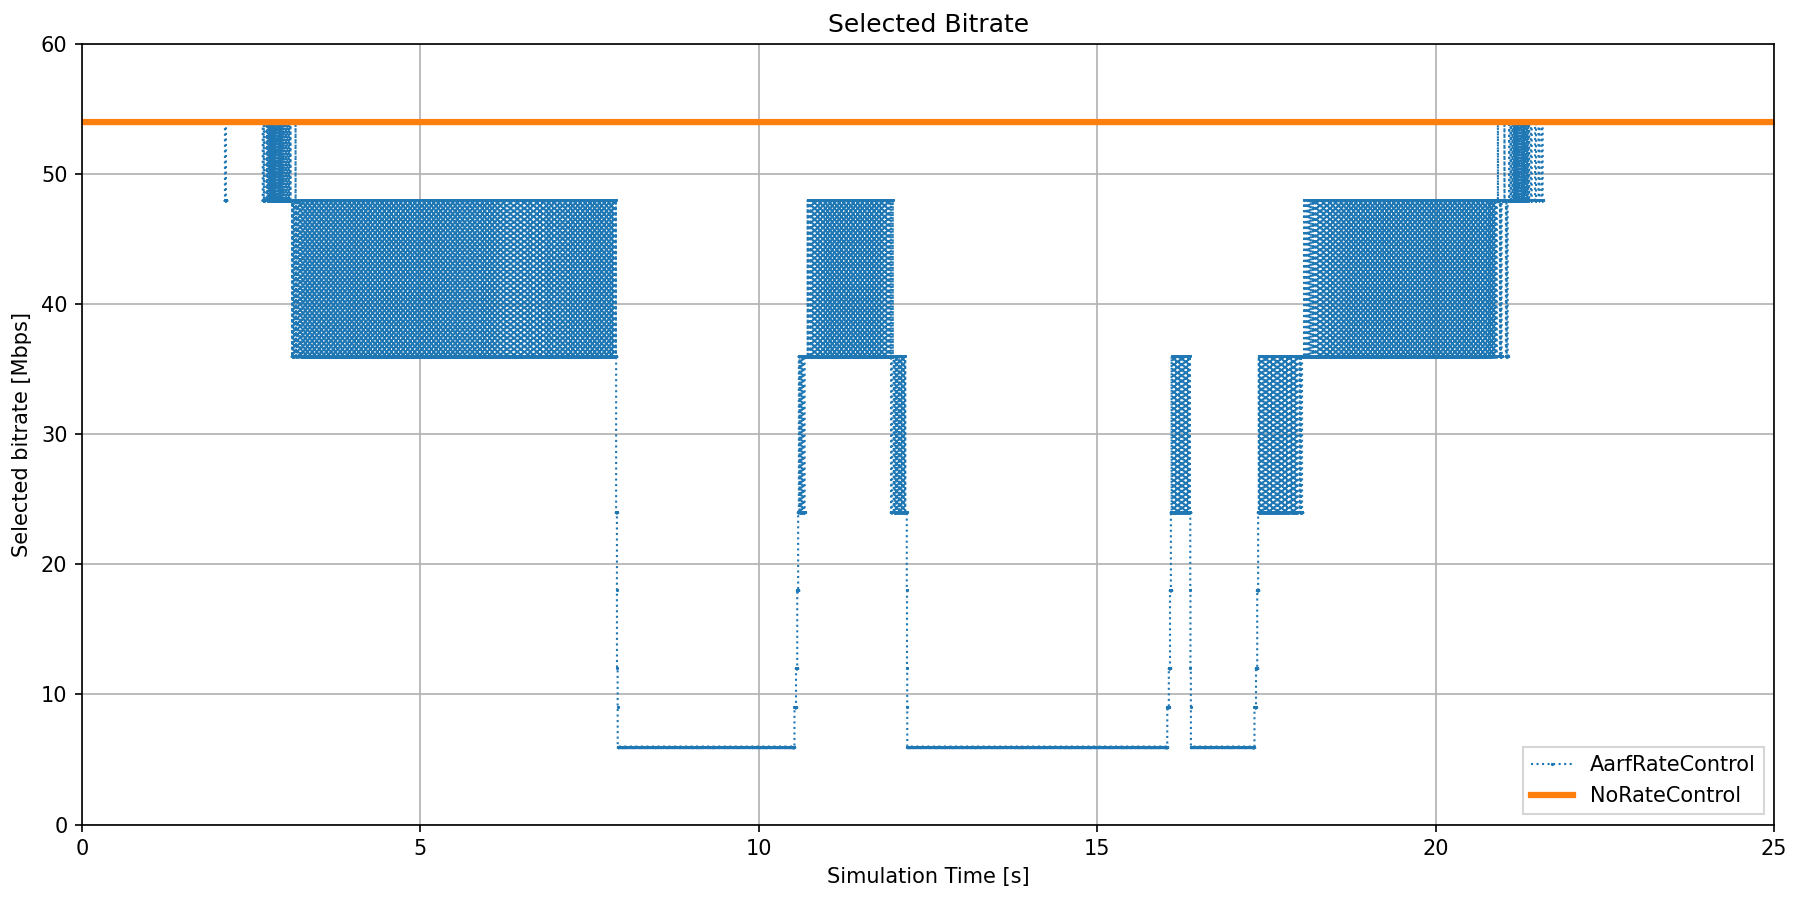 Selected Bitrate
60
50
40
30
20
10
0
Selected bitrate [Mbps]
0 5 10 15 20 25
Simulation Time [s]
AarfRateControl
NoRateControl